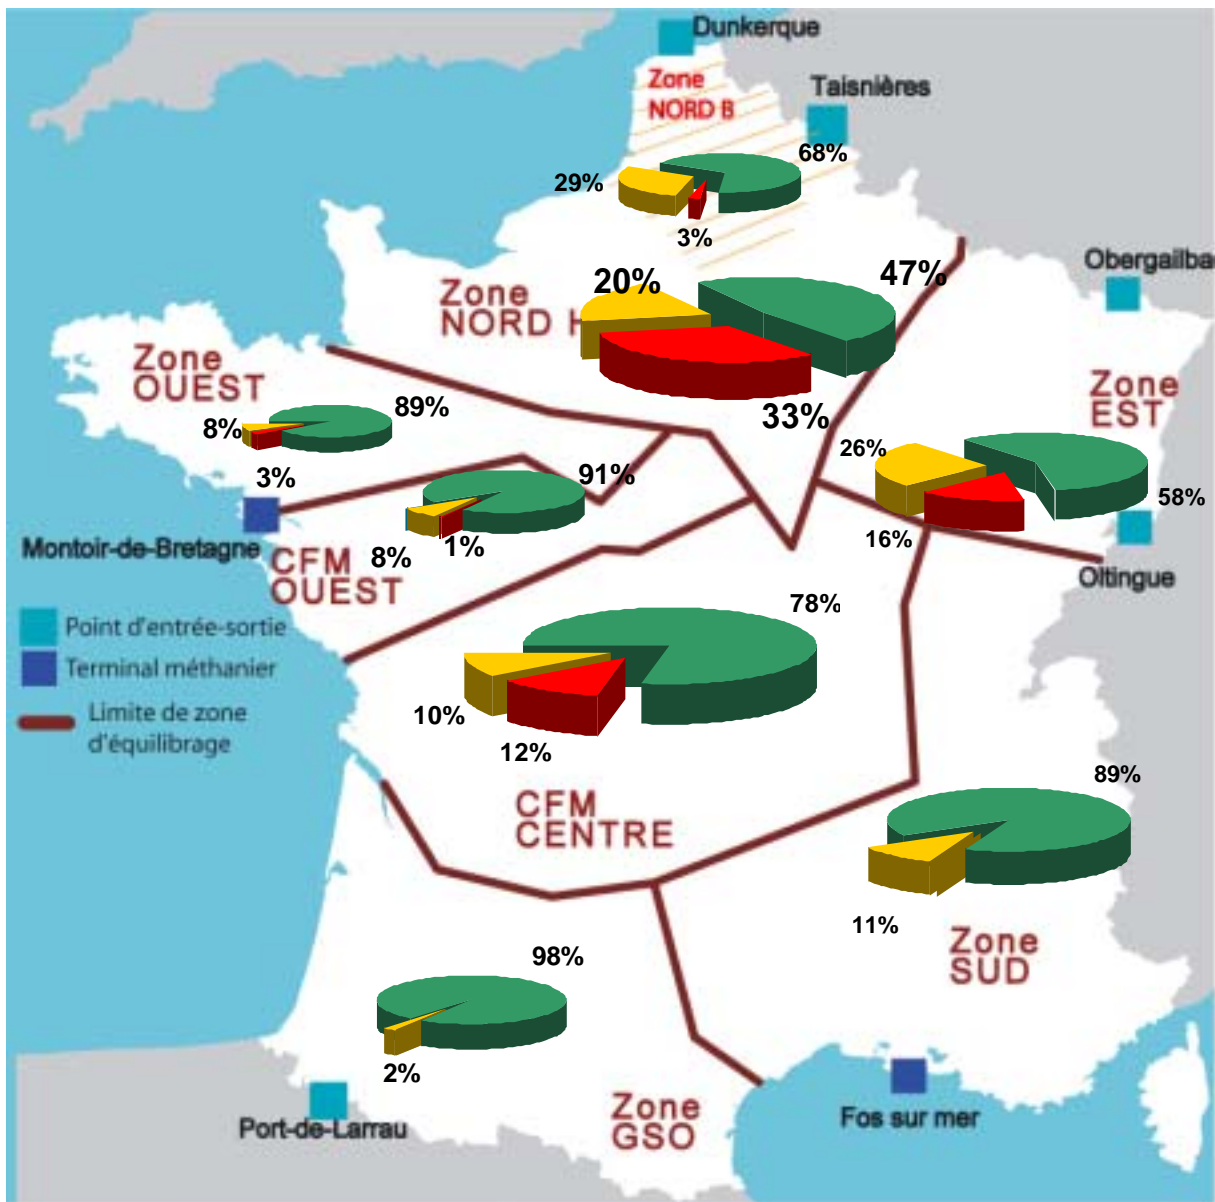 Dunkerque
Zone
NORD B
Taisnières
68%
29%
3%
Obergailba
47%
20%
Zone
NORD H
33%
Zone
OUEST
89%
8%
3%
Zone
EST
26%
58%
16%
91%
8%
1%
Montoir-de-Bretagne
CFM
OUEST
Oltingue
Point d'entrée-sortie
Terminal méthanier
Limite de zone
d'équilibrage
78%
10%
12%
CFM
CENTRE
89%
11%
Zone
SUD
98%
2%
Port-de-Larrau
Zone
GSO
Fos sur mer